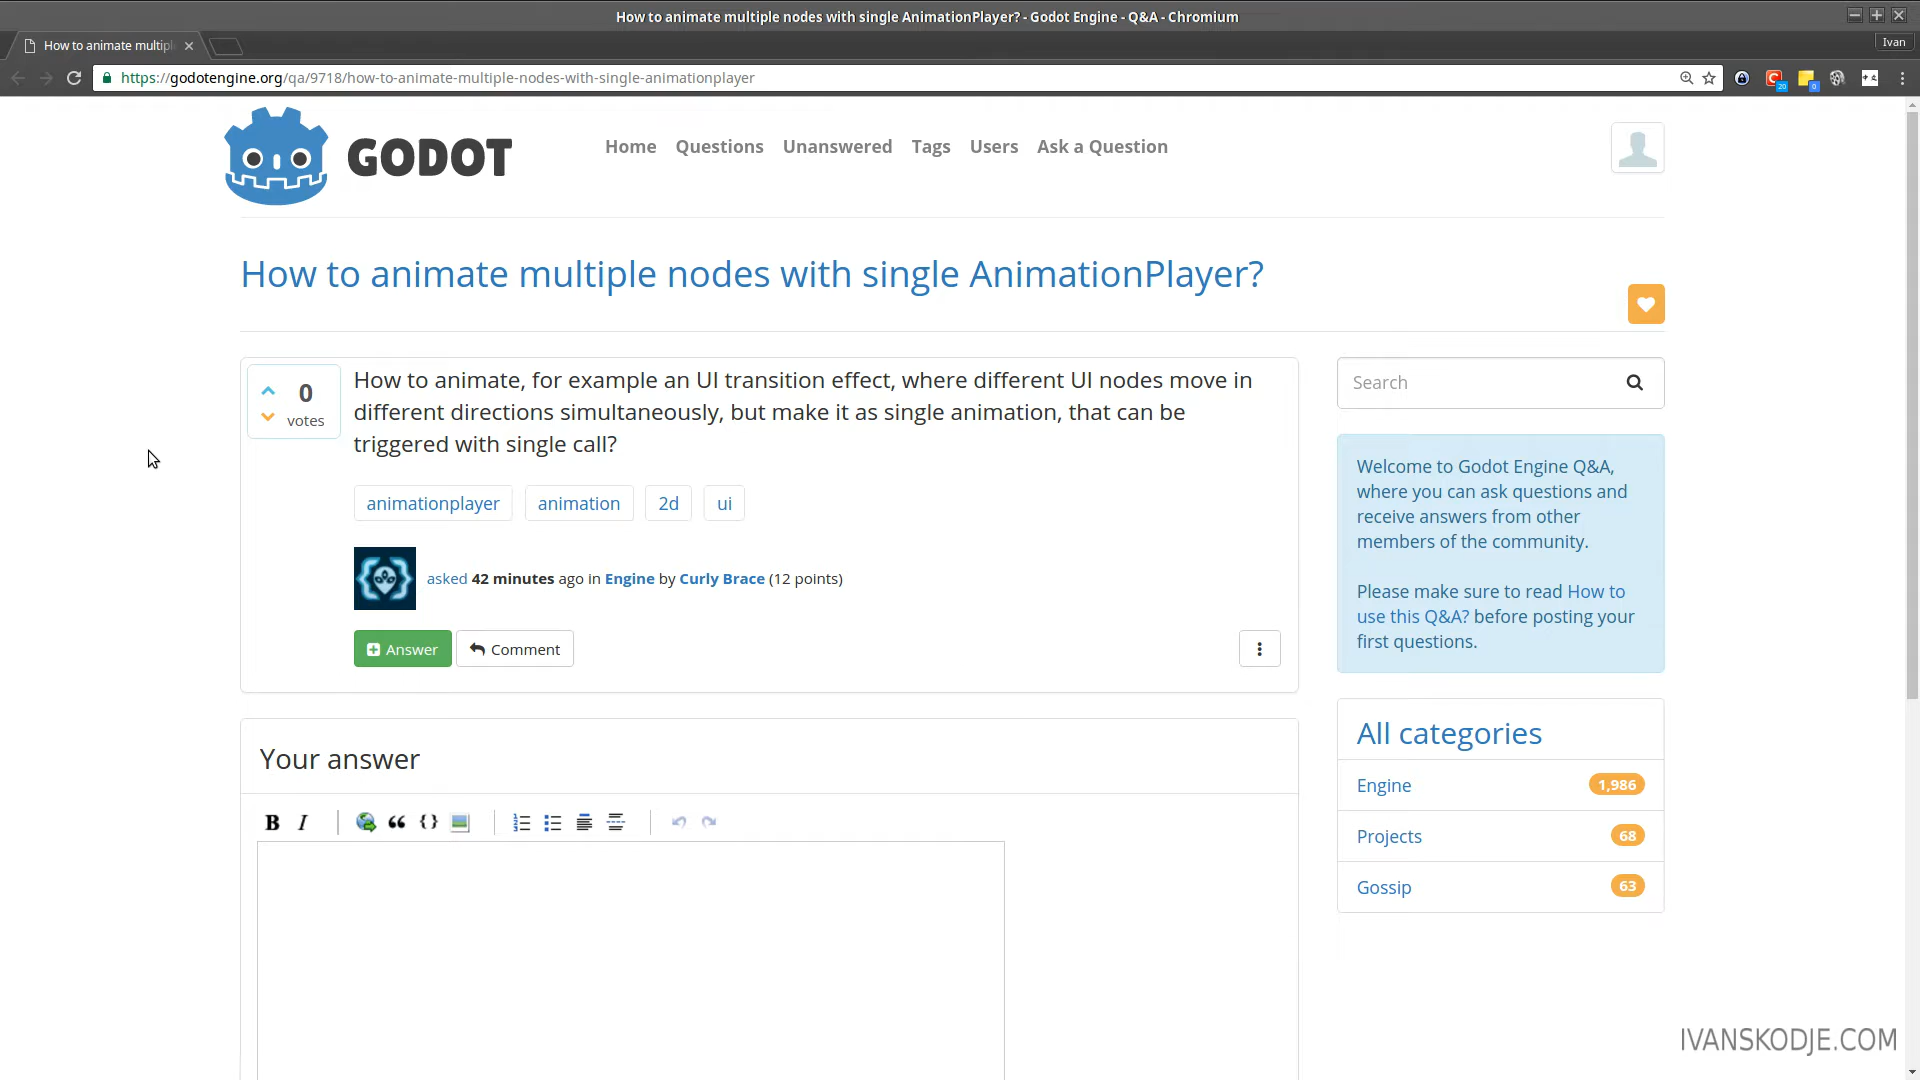 How to animate multiple nodes with single AnimationPlayer? - Godot Engine - Q&A - Chromium
How to animate multipl
Ivan
https://godotengine.org/qa/9718/how-to-animate-multiple-nodes-with-single-animationplayer
20
0
GODOT
Home Questions Unanswered Tags Users Ask a Question
How to animate multiple nodes with single AnimationPlayer?
0
votes
How to animate, for example an UI transition effect, where different UI nodes move in
different directions simultaneously, but make it as single animation, that can be
triggered with single call?
animationplayer animation 2d ui
asked 42 minutes ago in Engine by Curly Brace (12 points)
Answer Comment
Your answer
B I
Search
Welcome to Godot Engine Q&A,
where you can ask questions and
receive answers from other
members of the community.
Please make sure to read How to
use this Q&A? before posting your
first questions.
All categories
Engine 1,986
Projects 68
Gossip 63
IVANSKODJE.COM